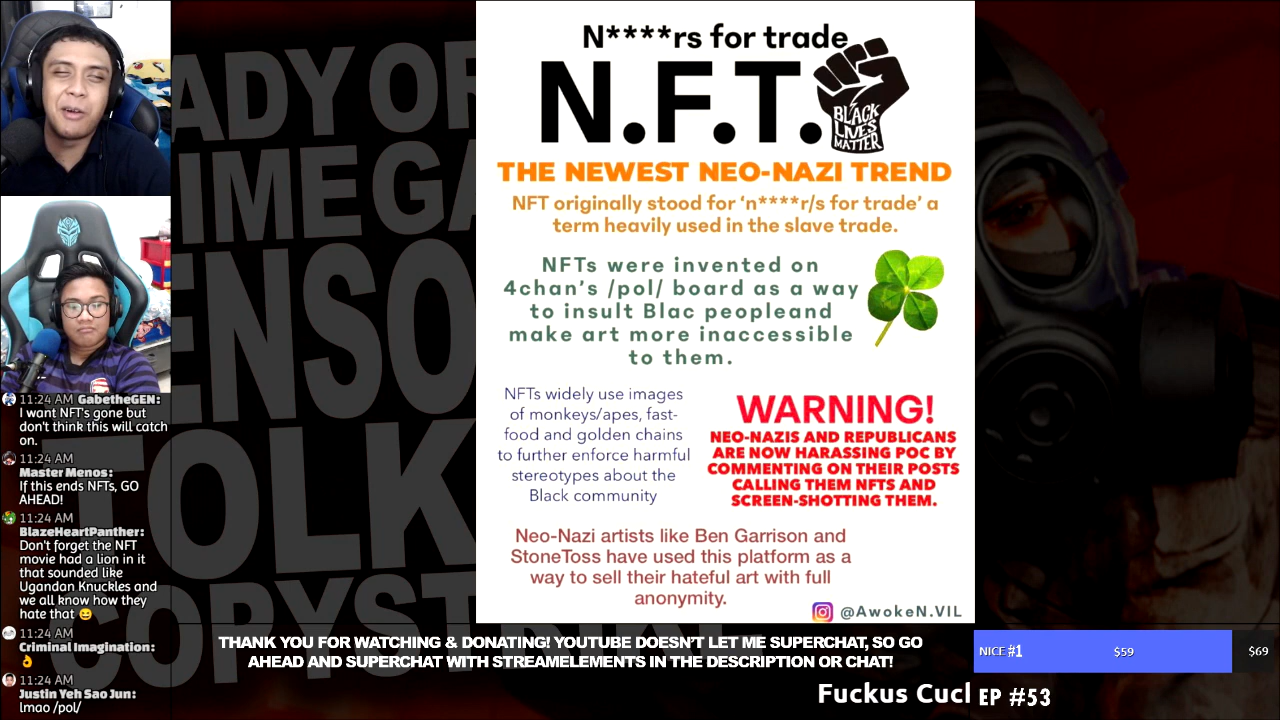 N****rs for trade
N.F.T.
BLACK
LIVES
MATTER
THE NEWEST NEO-NAZI TREND
NFT originally stood for ‘n****r/s for trade’ a
term heavily used in the slave trade.
NFTs were invented on
4chan's /pol/ board as a way
to insult Blac peopleand
make art more inaccessible
to them.
NFTs widely use images
of monkeys/apes, fast-
food and golden chains
to further enforce harmful
stereotypes about the
Black community
WARNING!
NEO-NAZIS AND REPUBLICANS
ARE NOW HARASSING POC BY
COMMENTING ON THEIR POSTS
CALLING THEM NFTS AND
SCREEN-SHOTTING THEM.
Neo-Nazi artists like Ben Garrison and
StoneToss have used this platform as a
way to sell their hateful art with full
anonymity.
@AwokeN.VIL
11:24 AM GabetheGEN:
I want NFT's gone but
don't think this will catch
on.
11:24 AM
Master Menos:
If this ends NFTs, GO
AHEAD!
11:24 AM
BlazeHeartPanther:
Don't forget the NFT
movie had a lion in it
that sounded like
Ugandan Knuckles and
we all know how they
hate that 😄
11:24 AM
Criminal Imagination:
👌
11:24 AM
Justin Yeh Sao Jun:
lmao /pol/
THANK YOU FOR WATCHING & DONATING! YOUTUBE DOESN'T LET ME SUPERCHAT, SO GO
AHEAD AND SUPERCHAT WITH STREAMELEMENTS IN THE DESCRIPTION OR CHAT!
NICE #1 $59 $69
Fuckus Cucl EP #53